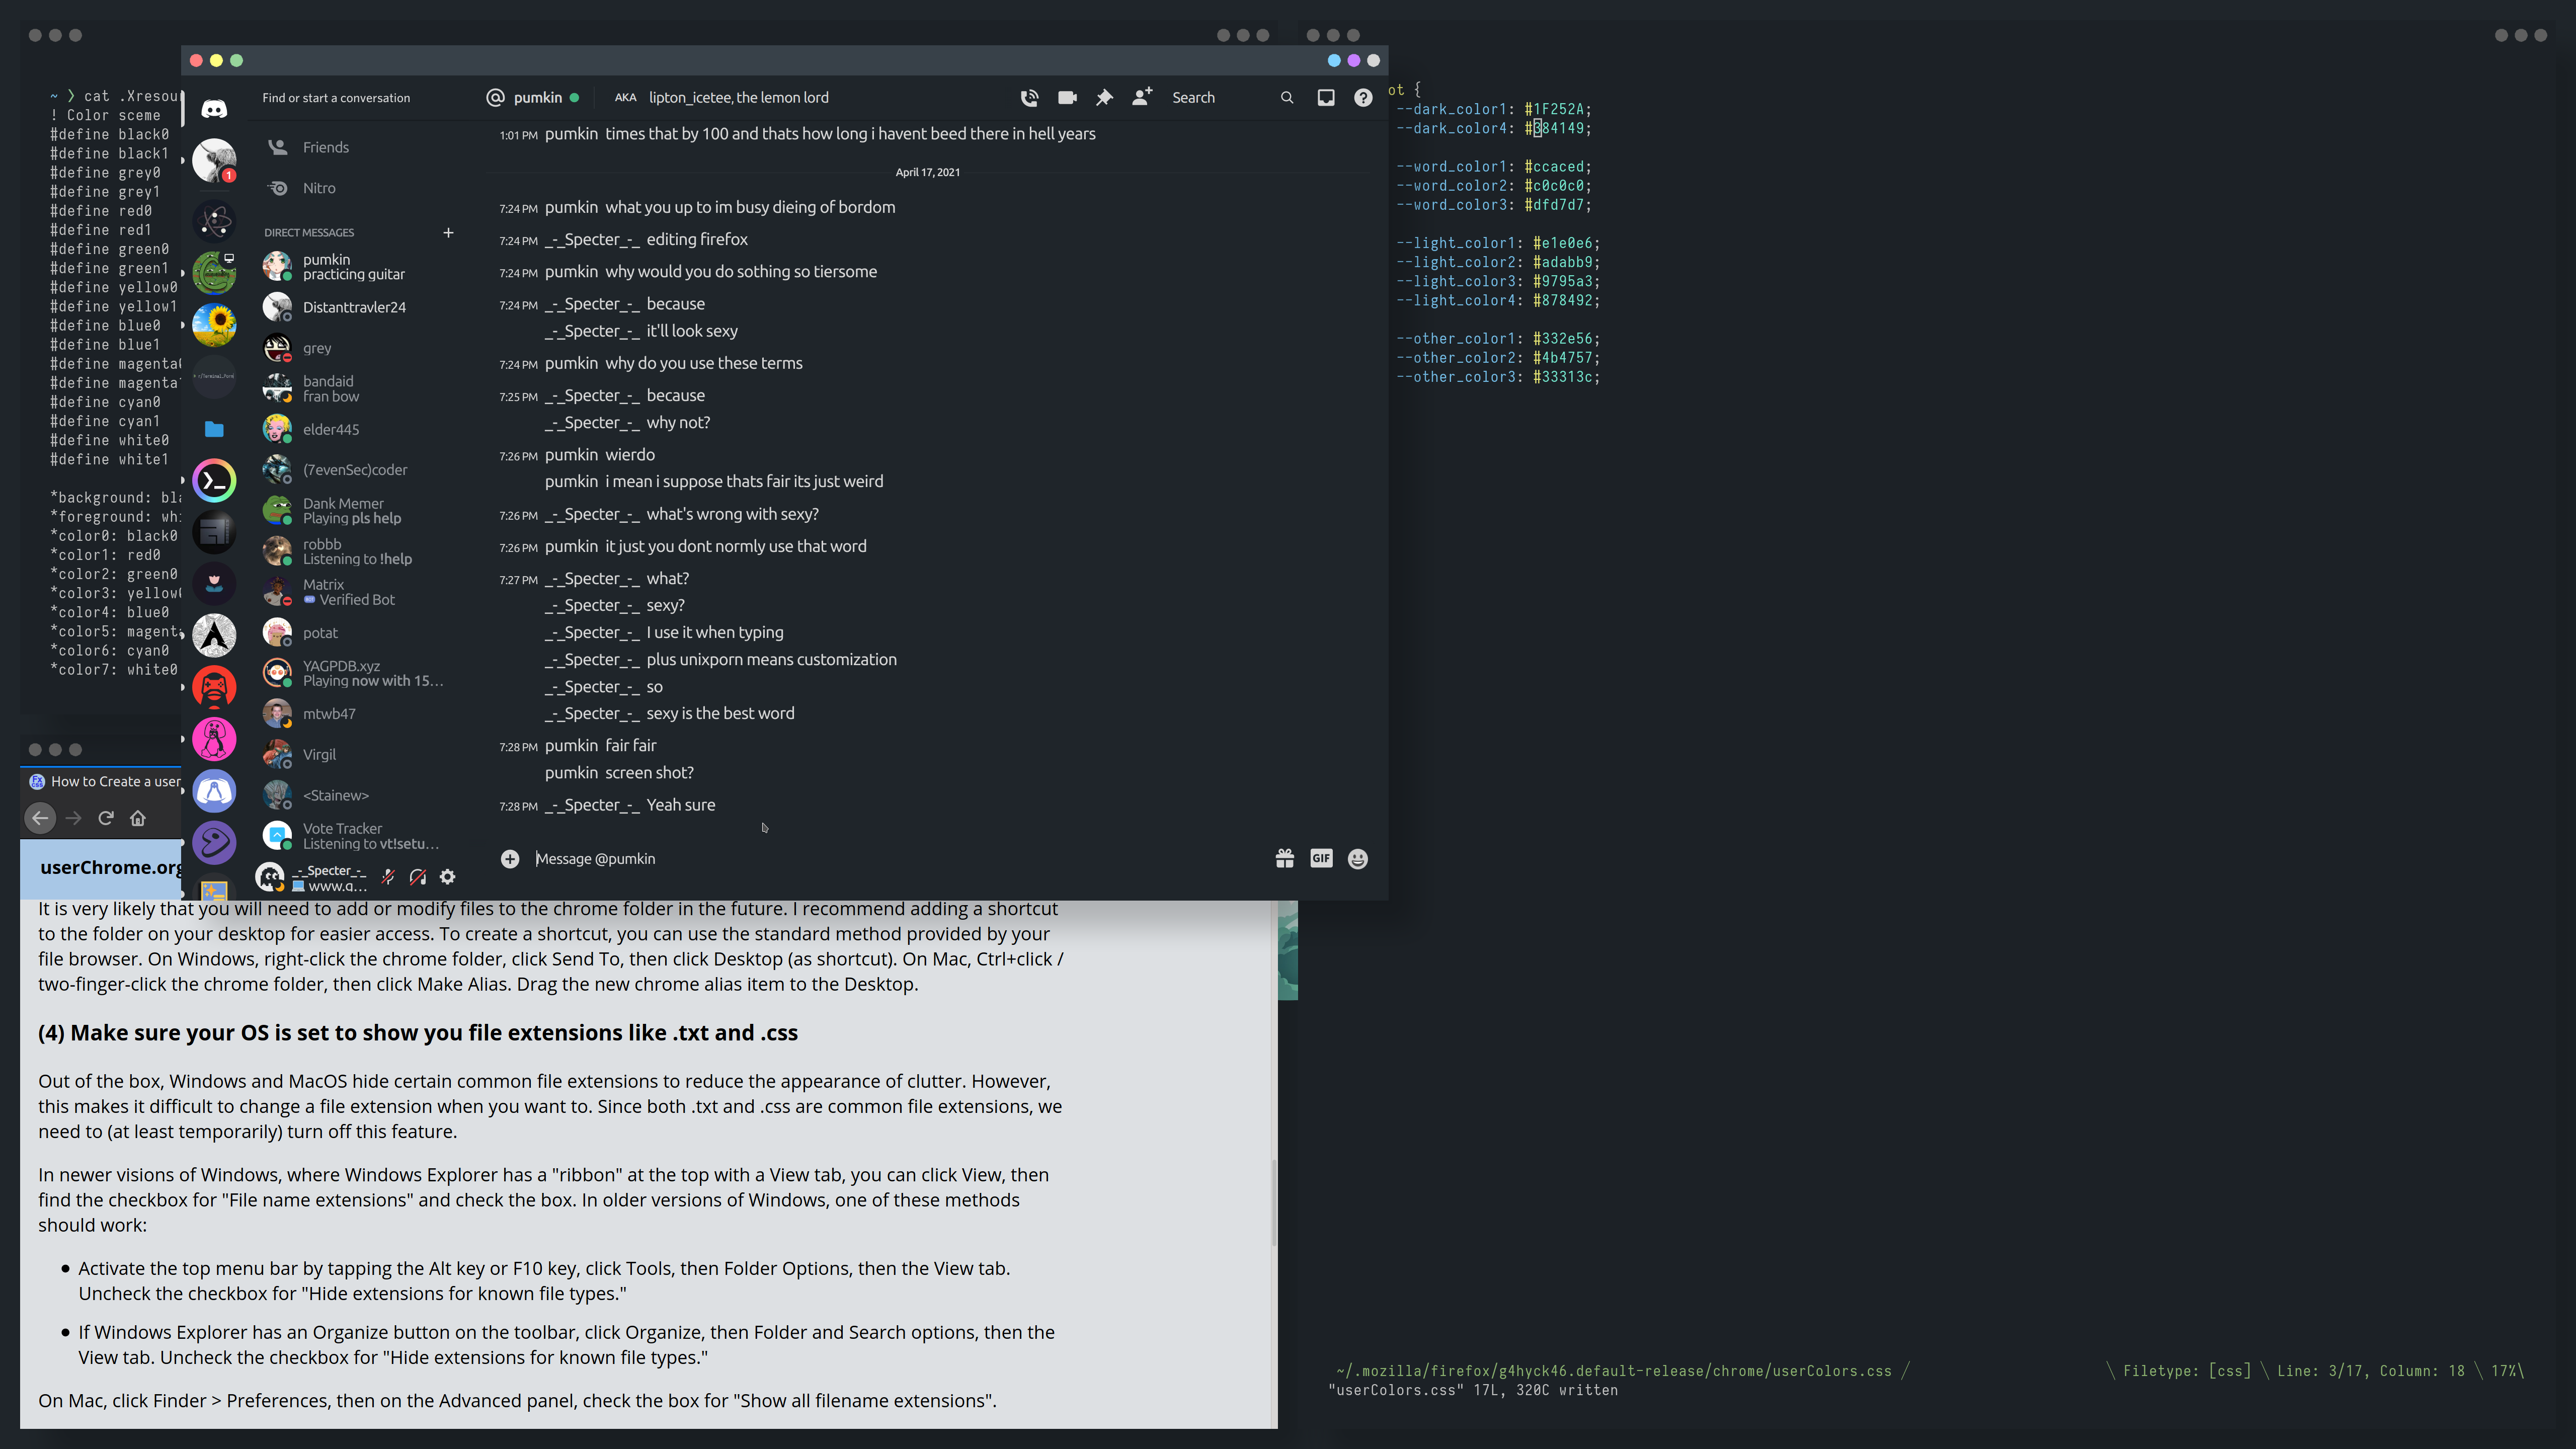 ~ ❯ cat .Xresour
! Color sceme
#define black0
#define black1
#define grey0
#define grey1
#define red0
#define red1
#define green0
#define green1
#define yellow0
#define yellow1
#define blue0
#define blue1
#define magenta
#define magenta
#define cyan0
#define cyan1
#define white0
#define white1
*background: bla
*foreground: whi
*color0: black0
*color1: red0
*color2: green0
*color3: yellow
*color4: blue0
*color5: magenta
*color6: cyan0
*color7: white0
Find or start a conversation
Friends
Nitro
DIRECT MESSAGES +
pumkin
practicing guitar
Distanttravler24
grey
bandaid
fran bow
elder445
(7evenSec)coder
Dank Memer
Playing pls help
robbb
Listening to !help
Matrix
Verified Bot
potat
YAGPDB.xyz
Playing now with 15...
mtwb47
Virgil
<Stainew>
Vote Tracker
Listening to vt!setu...
_-_Specter_-_
www.g...
1
@ pumkin AKA lipton_icetee, the lemon lord Search
1:01 PM pumkin times that by 100 and thats how long i havent beed there in hell years
April 17, 2021
7:24 PM pumkin what you up to im busy dieing of bordom
7:24 PM _-_Specter_-_ editing firefox
7:24 PM pumkin why would you do sothing so tiersome
7:24 PM _-_Specter_-_ because
_-_Specter_-_ it'll look sexy
7:24 PM pumkin why do you use these terms
7:25 PM _-_Specter_-_ because
_-_Specter_-_ why not?
7:26 PM pumkin wierdo
pumkin i mean i suppose thats fair its just weird
7:26 PM _-_Specter_-_ what's wrong with sexy?
7:26 PM pumkin it just you dont normly use that word
7:27 PM _-_Specter_-_ what?
_-_Specter_-_ sexy?
_-_Specter_-_ I use it when typing
_-_Specter_-_ plus unixporn means customization
_-_Specter_-_ so
_-_Specter_-_ sexy is the best word
7:28 PM pumkin fair fair
pumkin screen shot?
7:28 PM _-_Specter_-_ Yeah sure
Message @pumkin
GIF
ot {
--dark_color1: #1F252A;
--dark_color4: #384149;
--word_color1: #ccaced;
--word_color2: #c0c0c0;
--word_color3: #dfd7d7;
--light_color1: #e1e0e6;
--light_color2: #adabb9;
--light_color3: #9795a3;
--light_color4: #878492;
--other_color1: #332e56;
--other_color2: #4b4757;
--other_color3: #33313c;
~/.mozilla/firefox/g4hyck46.default-release/chrome/userColors.css / \ Filetype: [css] \ Line: 3/17, Column: 18 \ 17%\
"userColors.css" 17L, 320C written
How to Create a user
userChrome.org
It is very likely that you will need to add or modify files to the chrome folder in the future. I recommend adding a shortcut
to the folder on your desktop for easier access. To create a shortcut, you can use the standard method provided by your
file browser. On Windows, right-click the chrome folder, click Send To, then click Desktop (as shortcut). On Mac, Ctrl+click /
two-finger-click the chrome folder, then click Make Alias. Drag the new chrome alias item to the Desktop.
(4) Make sure your OS is set to show you file extensions like .txt and .css
Out of the box, Windows and MacOS hide certain common file extensions to reduce the appearance of clutter. However,
this makes it difficult to change a file extension when you want to. Since both .txt and .css are common file extensions, we
need to (at least temporarily) turn off this feature.
In newer visions of Windows, where Windows Explorer has a "ribbon" at the top with a View tab, you can click View, then
find the checkbox for "File name extensions" and check the box. In older versions of Windows, one of these methods
should work:
● Activate the top menu bar by tapping the Alt key or F10 key, click Tools, then Folder Options, then the View tab.
Uncheck the checkbox for "Hide extensions for known file types."
● If Windows Explorer has an Organize button on the toolbar, click Organize, then Folder and Search options, then the
View tab. Uncheck the checkbox for "Hide extensions for known file types."
On Mac, click Finder > Preferences, then on the Advanced panel, check the box for "Show all filename extensions".